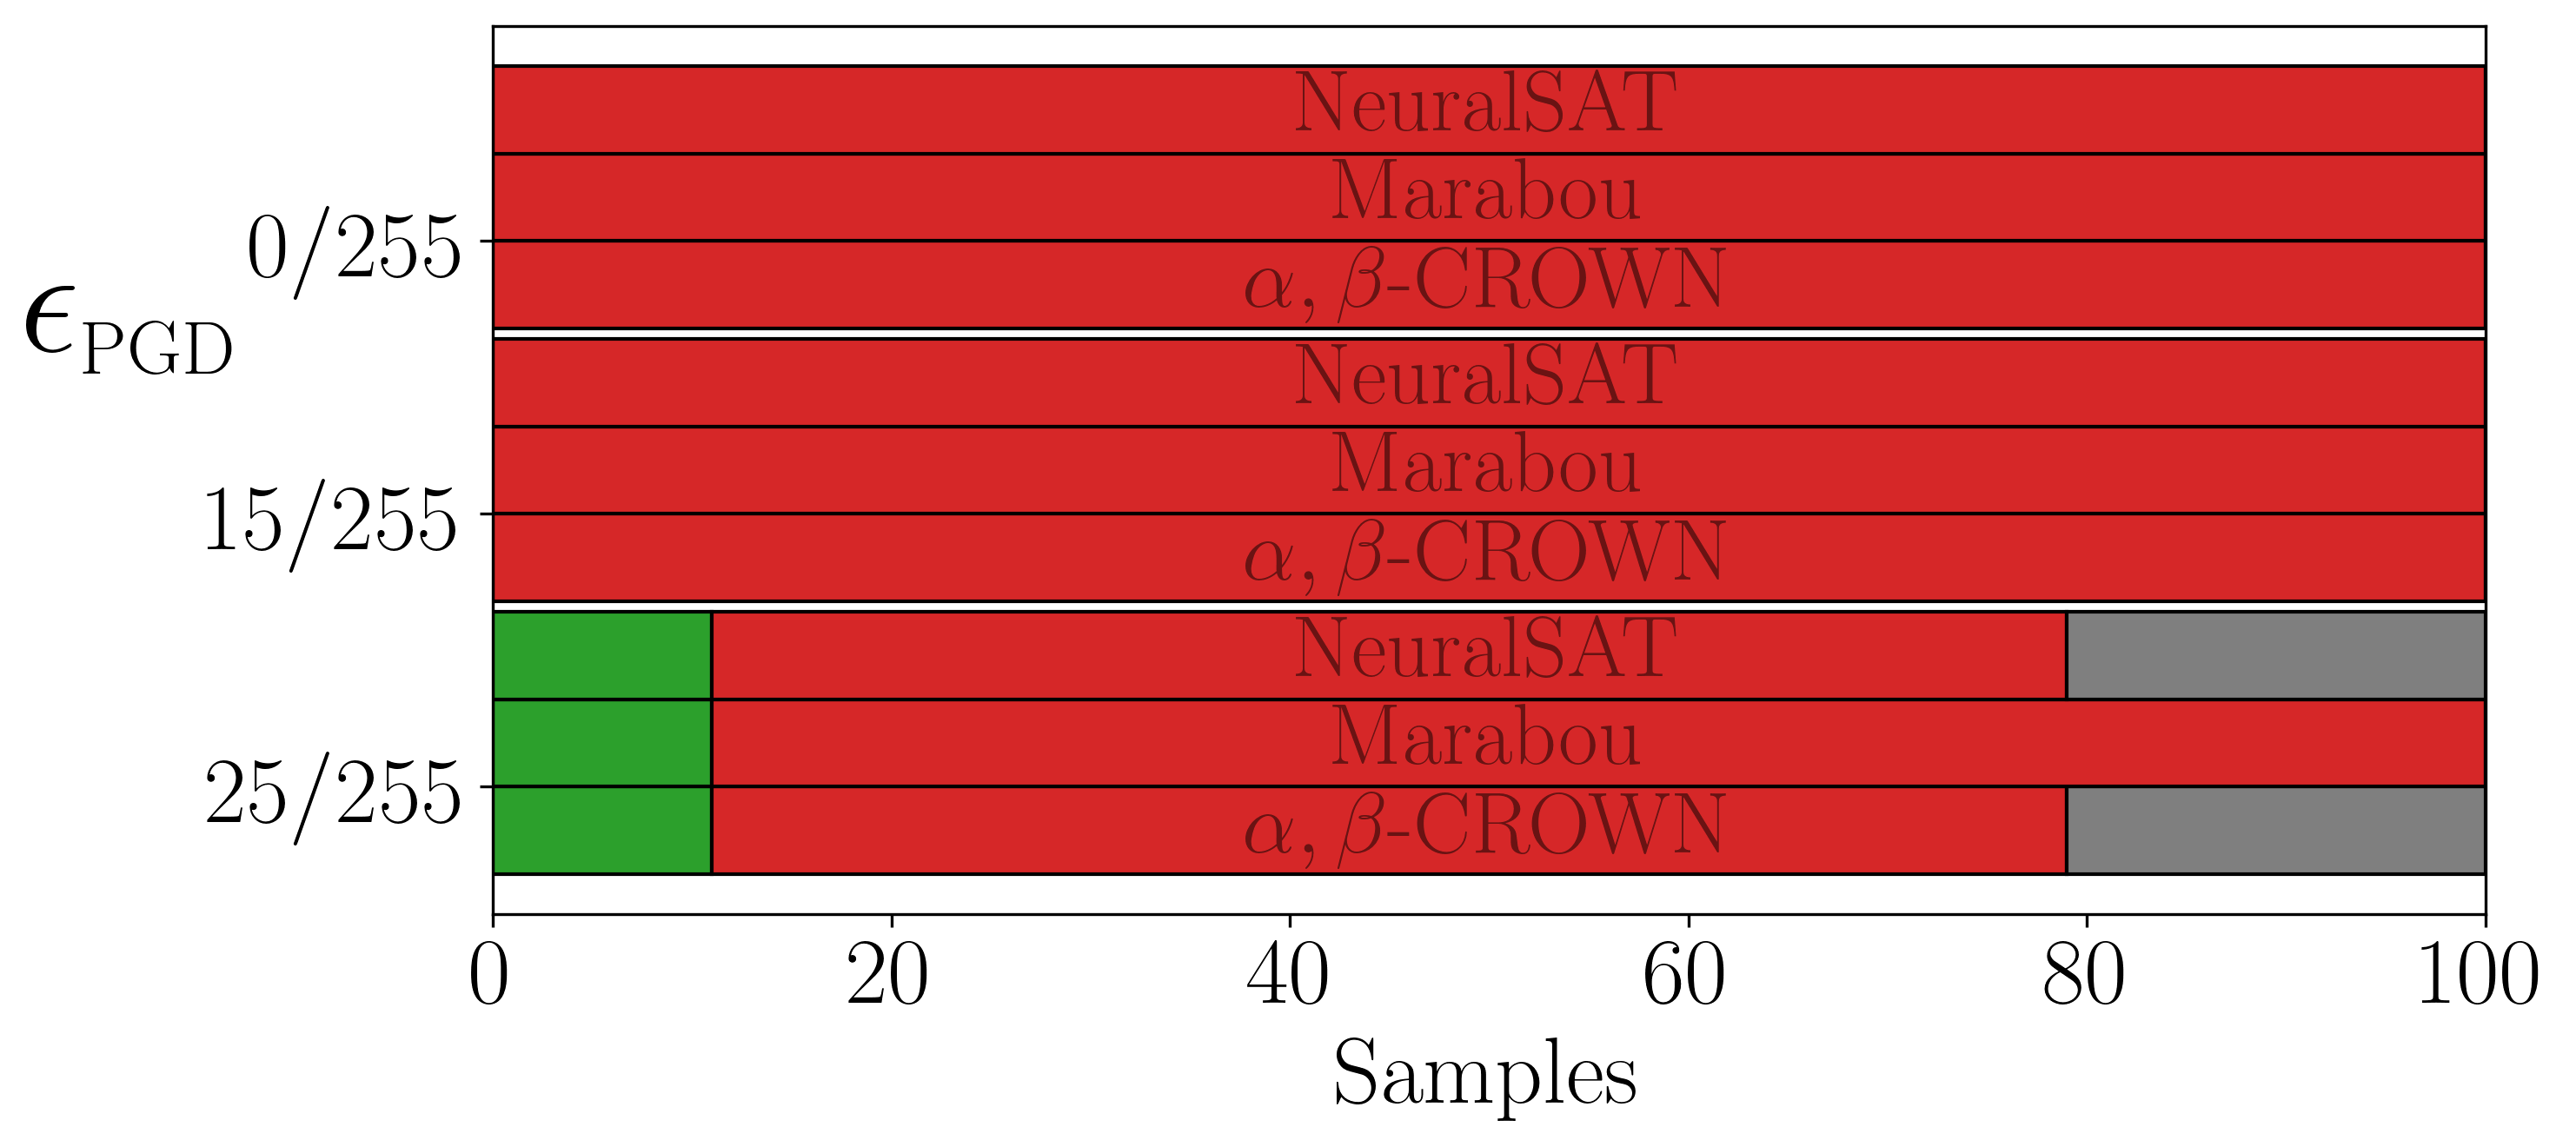 ϵPGD
0/255
NeuralSAT
Marabou
α, β-CROWN
15/255
NeuralSAT
Marabou
α, β-CROWN
25/255
NeuralSAT
Marabou
α, β-CROWN
0 20 40 60 80 100
Samples